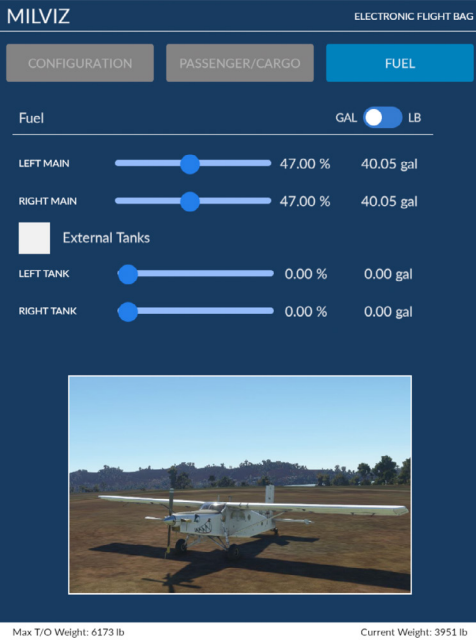 MILVIZ ELECTRONIC FLIGHT BAG
CONFIGURATION PASSENGER/CARGO FUEL
Fuel GAL LB
LEFT MAIN 47.00 % 40.05 gal
RIGHT MAIN 47.00 % 40.05 gal
External Tanks
LEFT TANK 0.00 % 0.00 gal
RIGHT TANK 0.00 % 0.00 gal
Max T/O Weight: 6173 lb Current Weight: 3951 lb